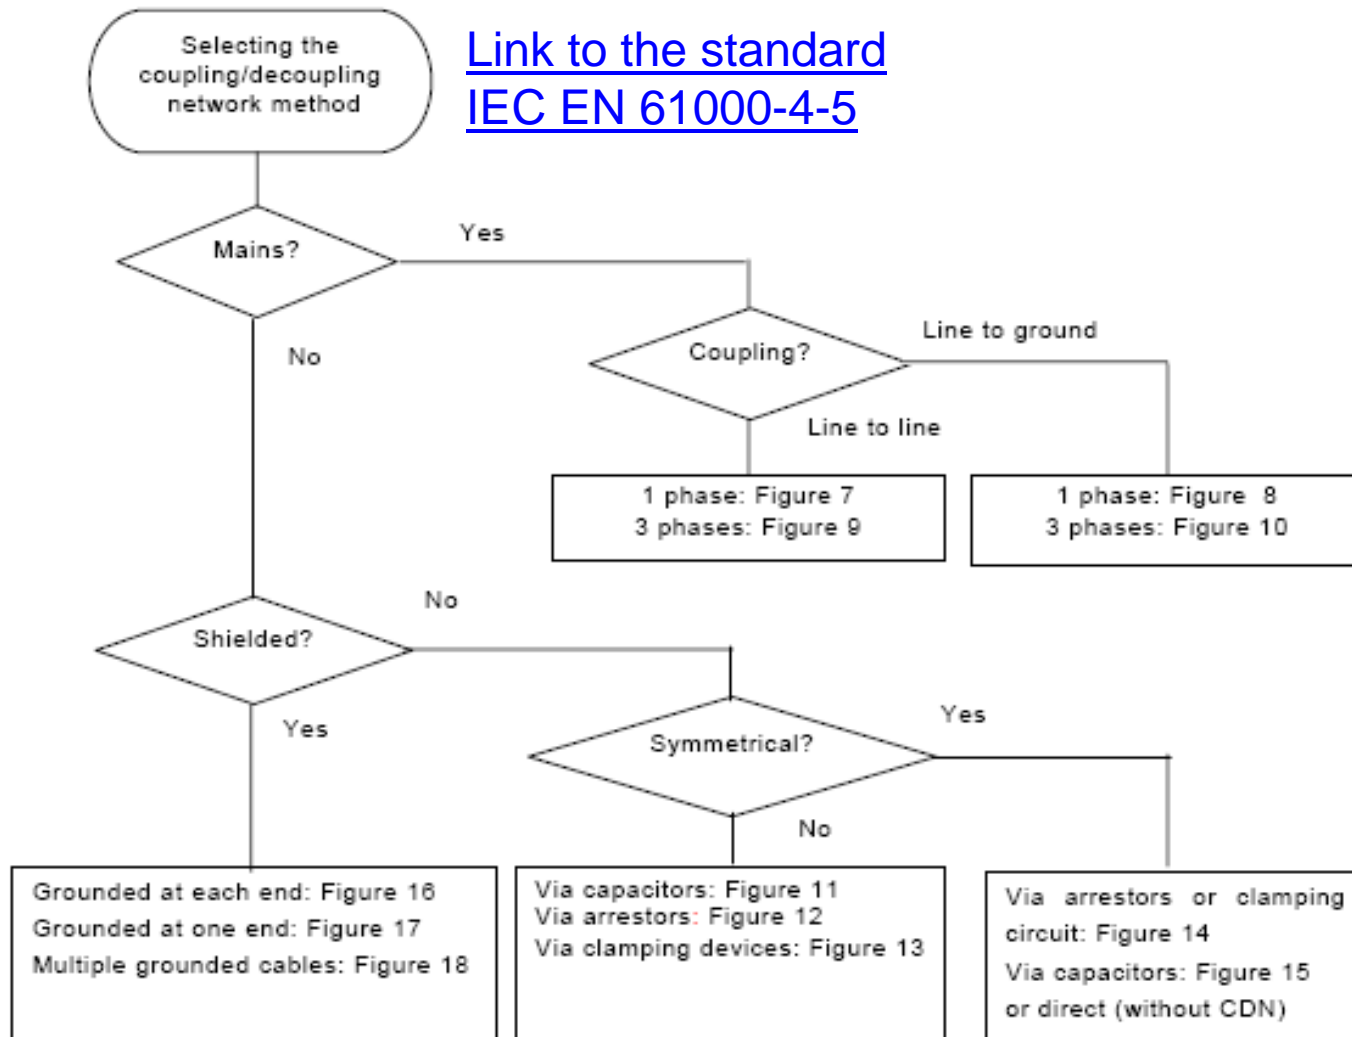 Selecting the
coupling/decoupling
network method
Link to the standard
IEC EN 61000-4-5
Mains?
Yes
No
Coupling?
Line to ground
Line to line
1 phase: Figure 7
3 phases: Figure 9
1 phase: Figure 8
3 phases: Figure 10
Shielded?
No
Yes
Symmetrical?
Yes
No
Grounded at each end: Figure 16
Grounded at one end: Figure 17
Multiple grounded cables: Figure 18
Via capacitors: Figure 11
Via arrestors: Figure 12
Via clamping devices: Figure 13
Via arrestors or clamping
circuit: Figure 14
Via capacitors: Figure 15
or direct (without CDN)